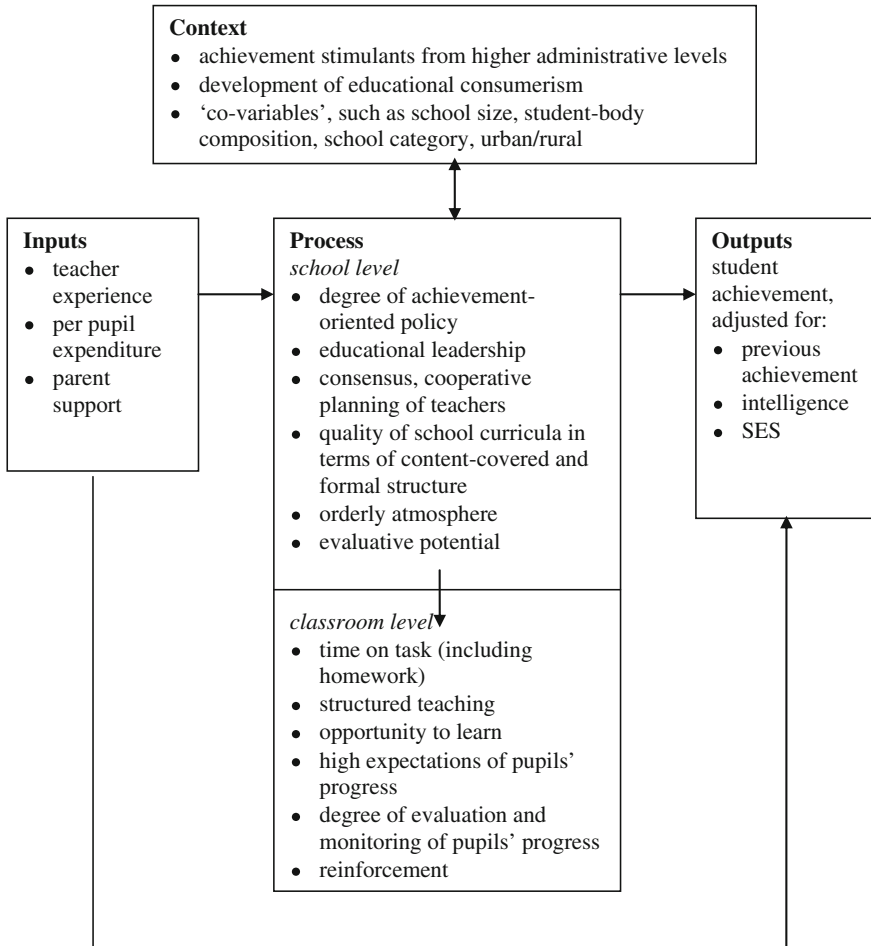 Context
• achievement stimulants from higher administrative levels
• development of educational consumerism
• ‘co-variables’, such as school size, student-body
composition, school category, urban/rural
Inputs
• teacher
experience
• per pupil
expenditure
• parent
support
Process
school level
• degree of achievement-
oriented policy
• educational leadership
• consensus, cooperative
planning of teachers
• quality of school curricula in
terms of content-covered and
formal structure
• orderly atmosphere
• evaluative potential
classroom level
• time on task (including
homework)
• structured teaching
• opportunity to learn
• high expectations of pupils’
progress
• degree of evaluation and
monitoring of pupils’ progress
• reinforcement
Outputs
student
achievement,
adjusted for:
• previous
achievement
• intelligence
• SES